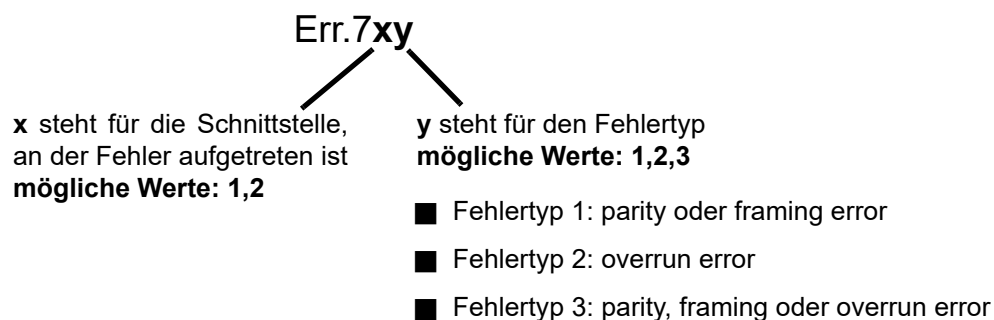 Err.7xy
x steht für die Schnittstelle,
an der Fehler aufgetreten ist
mögliche Werte: 1,2
y steht für den Fehlertyp
mögliche Werte: 1,2,3
Fehlertyp 1: parity oder framing error
Fehlertyp 2: overrun error
Fehlertyp 3: parity, framing oder overrun error